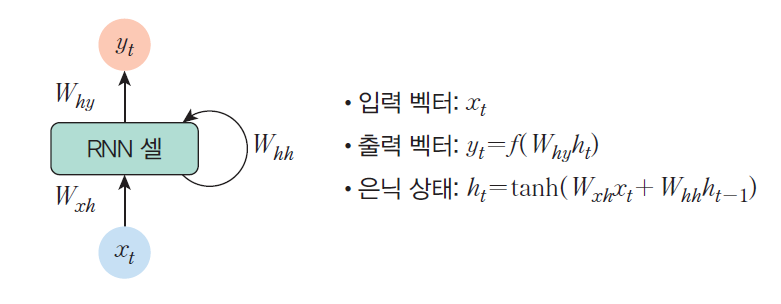 y_t
W_hy
RNN 셀
W_hh
W_xh
x_t
• 입력 벡터: x_t
• 출력 벡터: y_t=f(W_hy h_t)
• 은닉 상태: h_t=tanh(W_xh x_t+W_hh h_{t-1})